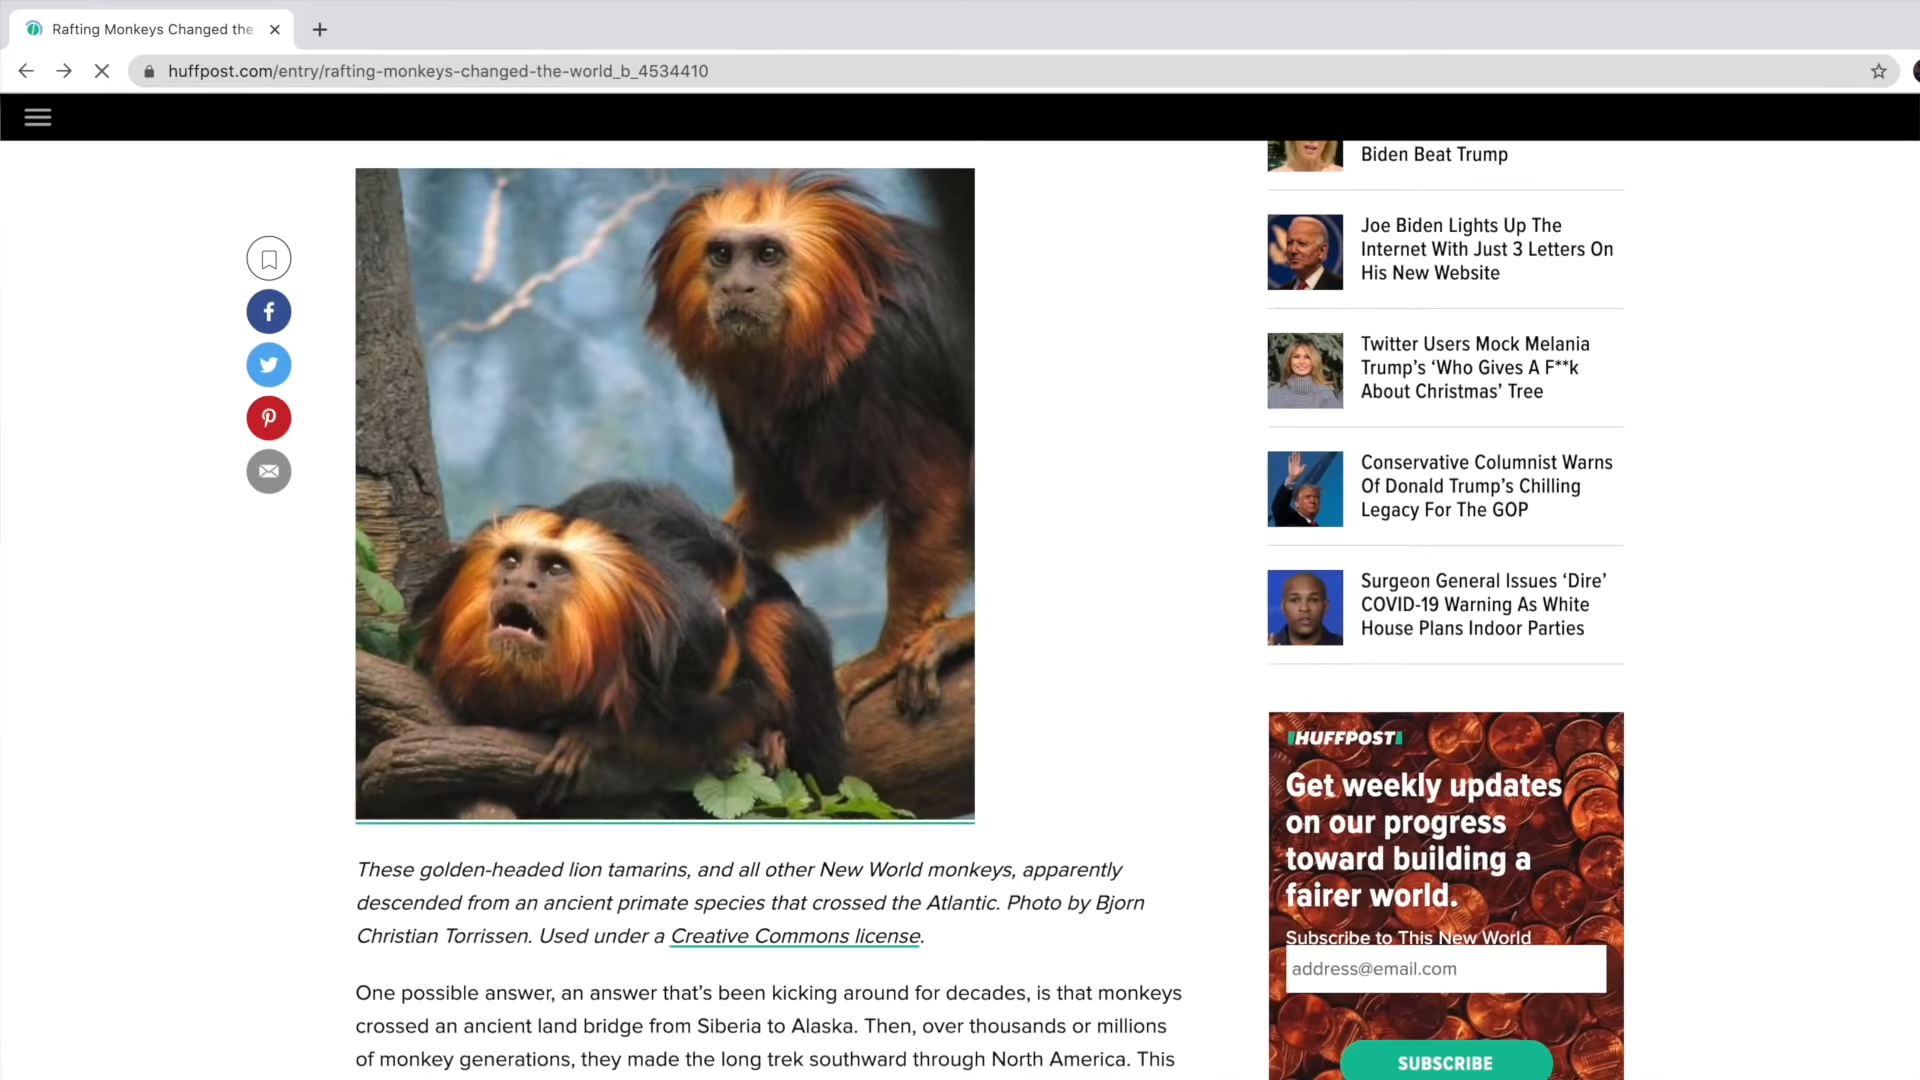 Rafting Monkeys Changed the
huffpost.com/entry/rafting-monkeys-changed-the-world_b_4534410
Biden Beat Trump
Joe Biden Lights Up The
Internet With Just 3 Letters On
His New Website
Twitter Users Mock Melania
Trump’s ‘Who Gives A F**k
About Christmas’ Tree
Conservative Columnist Warns
Of Donald Trump’s Chilling
Legacy For The GOP
Surgeon General Issues ‘Dire’
COVID-19 Warning As White
House Plans Indoor Parties
These golden-headed lion tamarins, and all other New World monkeys, apparently
descended from an ancient primate species that crossed the Atlantic. Photo by Bjorn
Christian Torrissen. Used under a Creative Commons license.
One possible answer, an answer that’s been kicking around for decades, is that monkeys
crossed an ancient land bridge from Siberia to Alaska. Then, over thousands or millions
of monkey generations, they made the long trek southward through North America. This
HUFFPOST
Get weekly updates
on our progress
toward building a
fairer world.
Subscribe to This New World
address@email.com
SUBSCRIBE